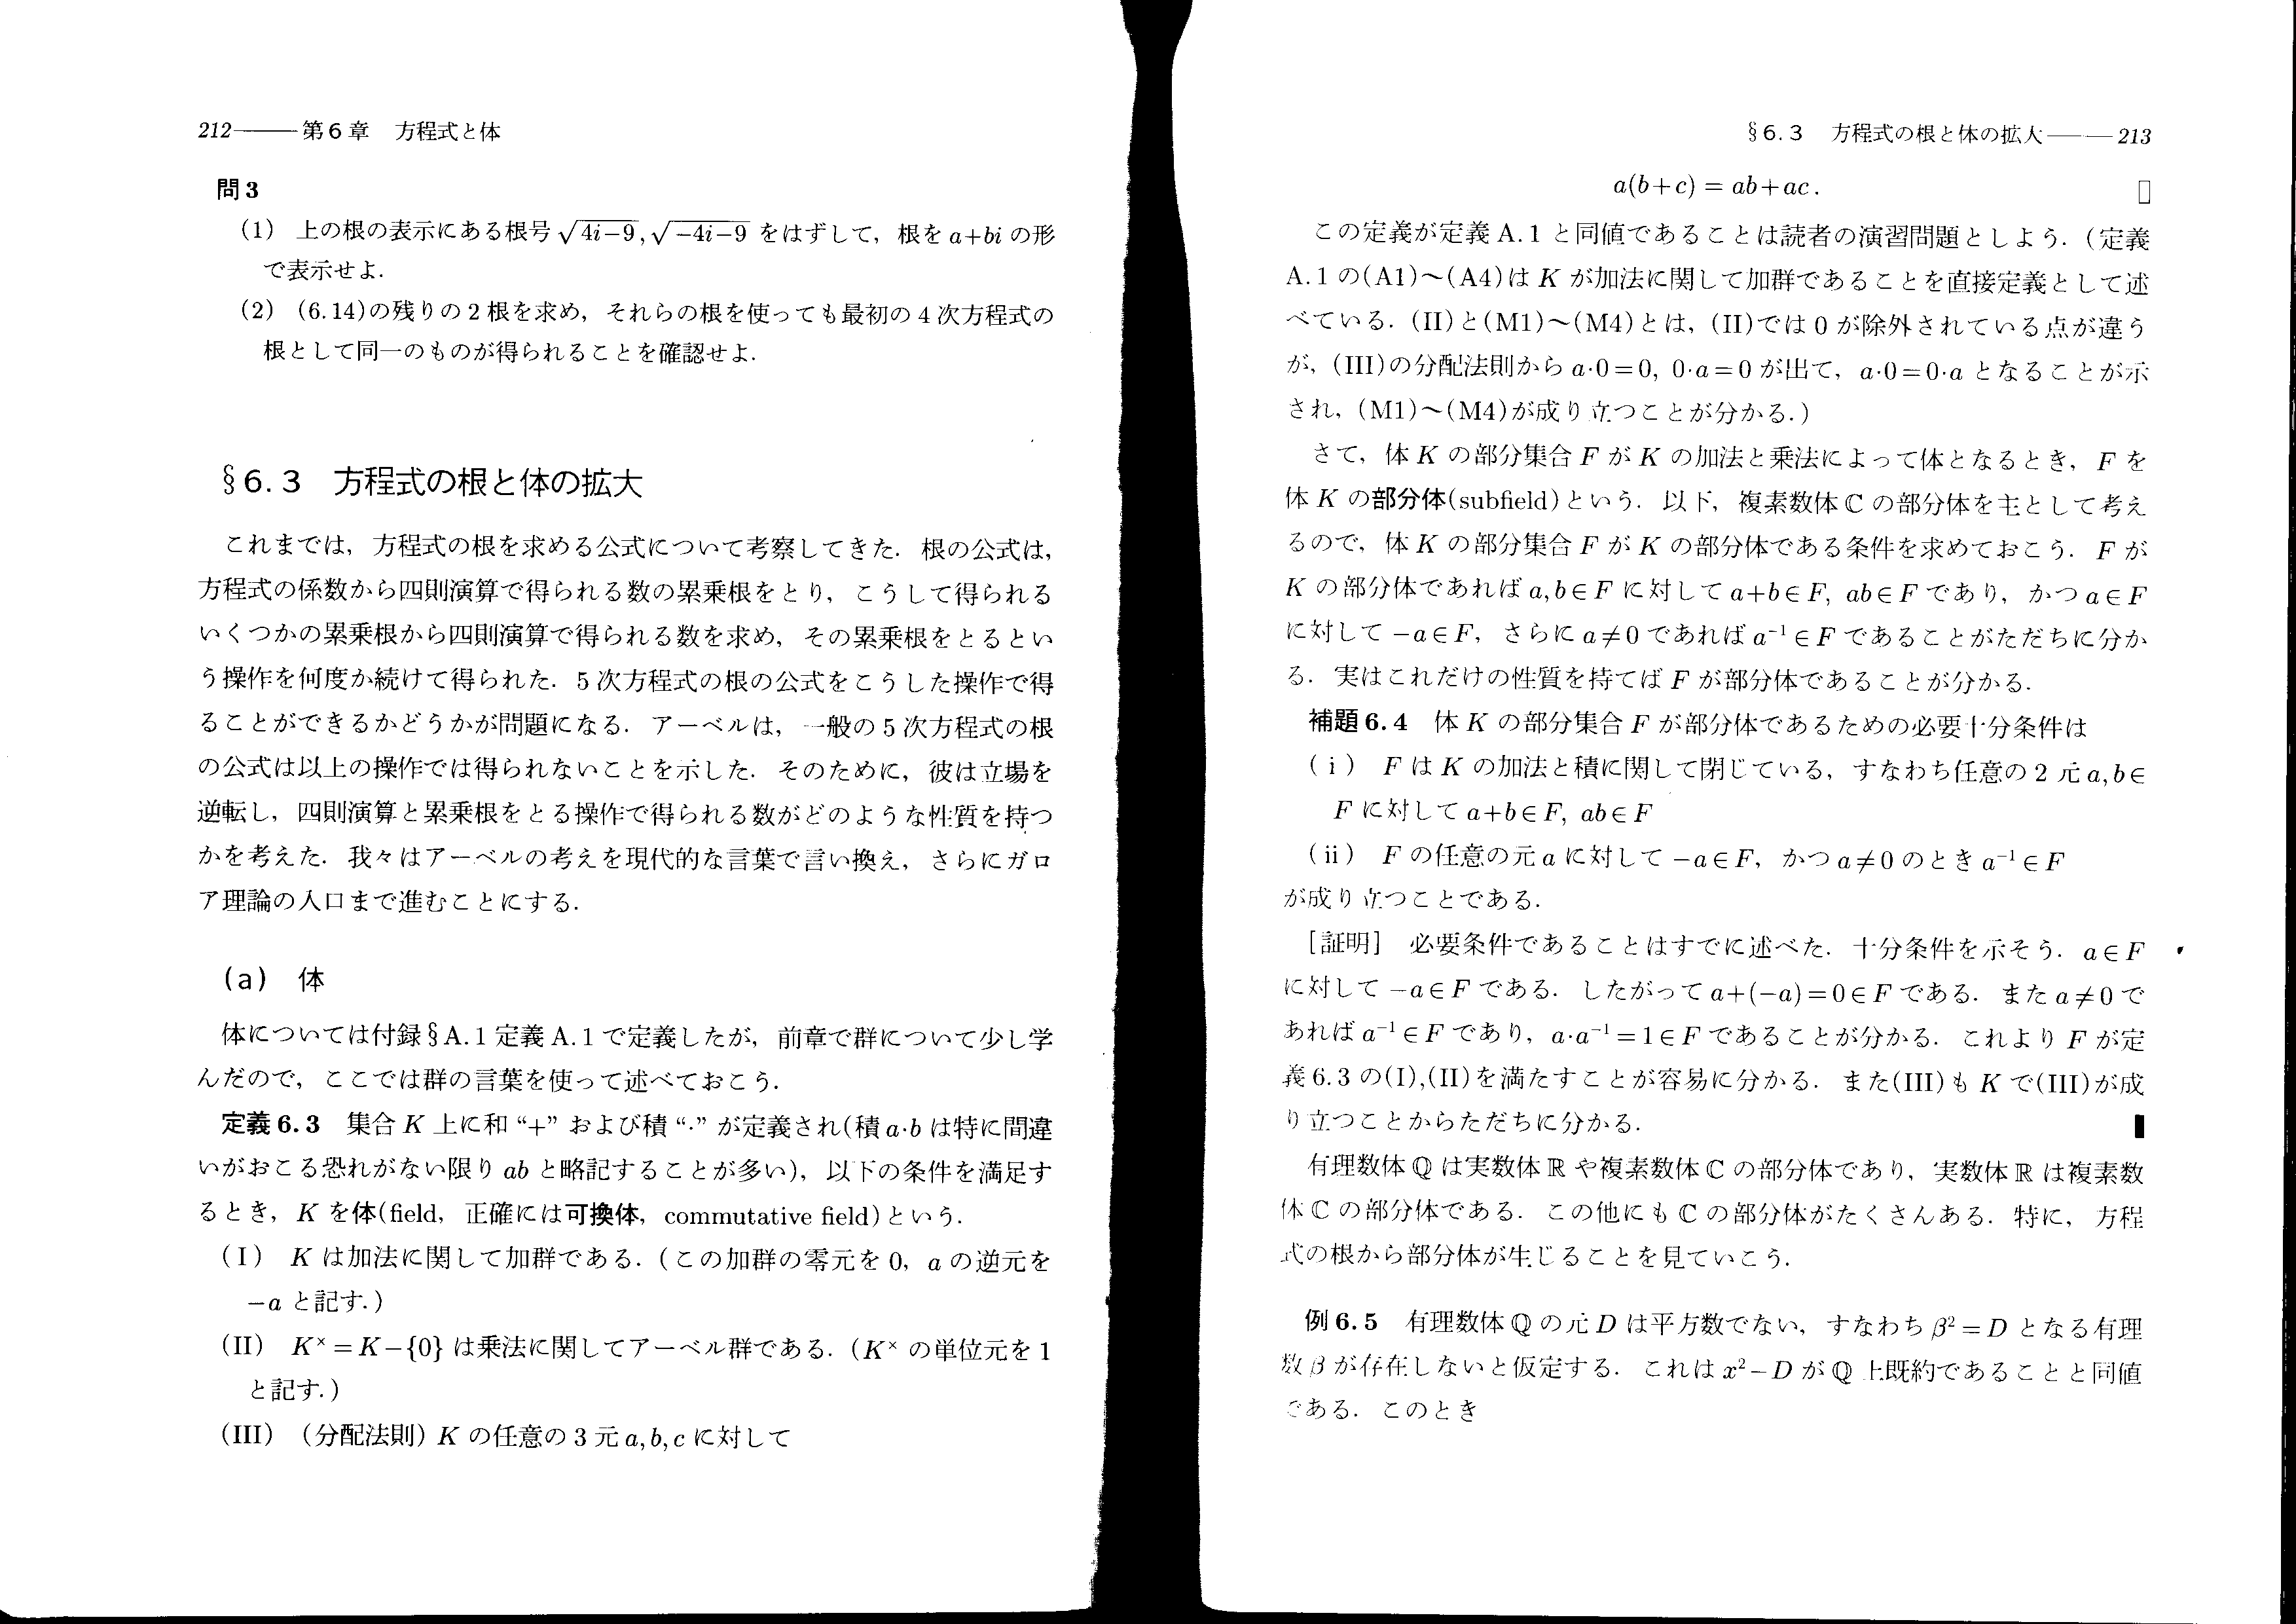 212——第6章 方程式と体
問3
(1) 上の根の表示にある根号 √(4i−9), √(−4i−9) をはずして，根を a+bi の形
で表示せよ．
(2) (6.14)の残りの2根を求め，それらの根を使っても最初の4次方程式の
根として同一のものが得られることを確認せよ．
§6.3 方程式の根と体の拡大
これまでは，方程式の根を求める公式について考察してきた．根の公式は，
方程式の係数から四則演算で得られる数の累乗根をとり，こうして得られる
いくつかの累乗根から四則演算で得られる数を求め，その累乗根をとるとい
う操作を何度か続けて得られた．5次方程式の根の公式をこうした操作で得
ることができるかどうかが問題になる．アーベルは，一般の5次方程式の根
の公式は以上の操作では得られないことを示した．そのために，彼は立場を
逆転し，四則演算と累乗根をとる操作で得られる数がどのような性質を持つ
かを考えた．我々はアーベルの考えを現代的な言葉で言い換え，さらにガロ
ア理論の入口まで進むことにする．
(a) 体
体については付録§A.1 定義 A.1 で定義したが，前章で群について少し学
んだので，ここでは群の言葉を使って述べておこう．
定義6.3 集合 K 上に和 “+” および積 “·” が定義され(積 a·b は特に間違
いがおこる恐れがない限り ab と略記することが多い)，以下の条件を満足す
るとき，K を体(field，正確には可換体，commutative field)という．
(I) K は加法に関して加群である．(この加群の零元を 0，a の逆元を
−a と記す．)
(II) K× = K−{0} は乗法に関してアーベル群である．(K× の単位元を 1
と記す．)
(III) (分配法則) K の任意の 3 元 a, b, c に対して
§6.3 方程式の根と体の拡大——213
a(b+c) = ab+ac． □
この定義が定義 A.1 と同値であることは読者の演習問題としよう．(定義
A.1 の(A1)〜(A4)は K が加法に関して加群であることを直接定義として述
べている．(II)と(M1)〜(M4)とは，(II)では 0 が除外されている点が違う
が，(III)の分配法則から a·0=0, 0·a=0 が出て，a·0=0·a となることが示
され，(M1)〜(M4)が成り立つことが分かる．)
さて，体 K の部分集合 F が K の加法と乗法によって体となるとき，F を
体 K の部分体(subfield)という．以下，複素数体 ℂ の部分体を主として考え
るので，体 K の部分集合 F が K の部分体である条件を求めておこう．F が
K の部分体であれば a, b∈F に対して a+b∈F, ab∈F であり，かつ a∈F
に対して −a∈F，さらに a≠0 であれば a⁻¹∈F であることがただちに分か
る．実はこれだけの性質を持てば F が部分体であることが分かる．
補題6.4 体 K の部分集合 F が部分体であるための必要十分条件は
(i) F は K の加法と積に関して閉じている，すなわち任意の 2 元 a, b∈
F に対して a+b∈F, ab∈F
(ii) F の任意の元 a に対して −a∈F，かつ a≠0 のとき a⁻¹∈F
が成り立つことである．
[証明] 必要条件であることはすでに述べた．十分条件を示そう．a∈F
に対して −a∈F である．したがって a+(−a)=0∈F である．また a≠0 で
あれば a⁻¹∈F であり，a·a⁻¹=1∈F であることが分かる．これより F が定
義6.3の(I),(II)を満たすことが容易に分かる．また(III)も K で(III)が成
り立つことからただちに分かる． ▮
有理数体 ℚ は実数体 ℝ や複素数体 ℂ の部分体であり，実数体 ℝ は複素数
体 ℂ の部分体である．この他にも ℂ の部分体がたくさんある．特に，方程
式の根から部分体が生じることを見ていこう．
例6.5 有理数体 ℚ の元 D は平方数でない，すなわち β²=D となる有理
数 β が存在しないと仮定する．これは x²−D が ℚ 上既約であることと同値
である．このとき